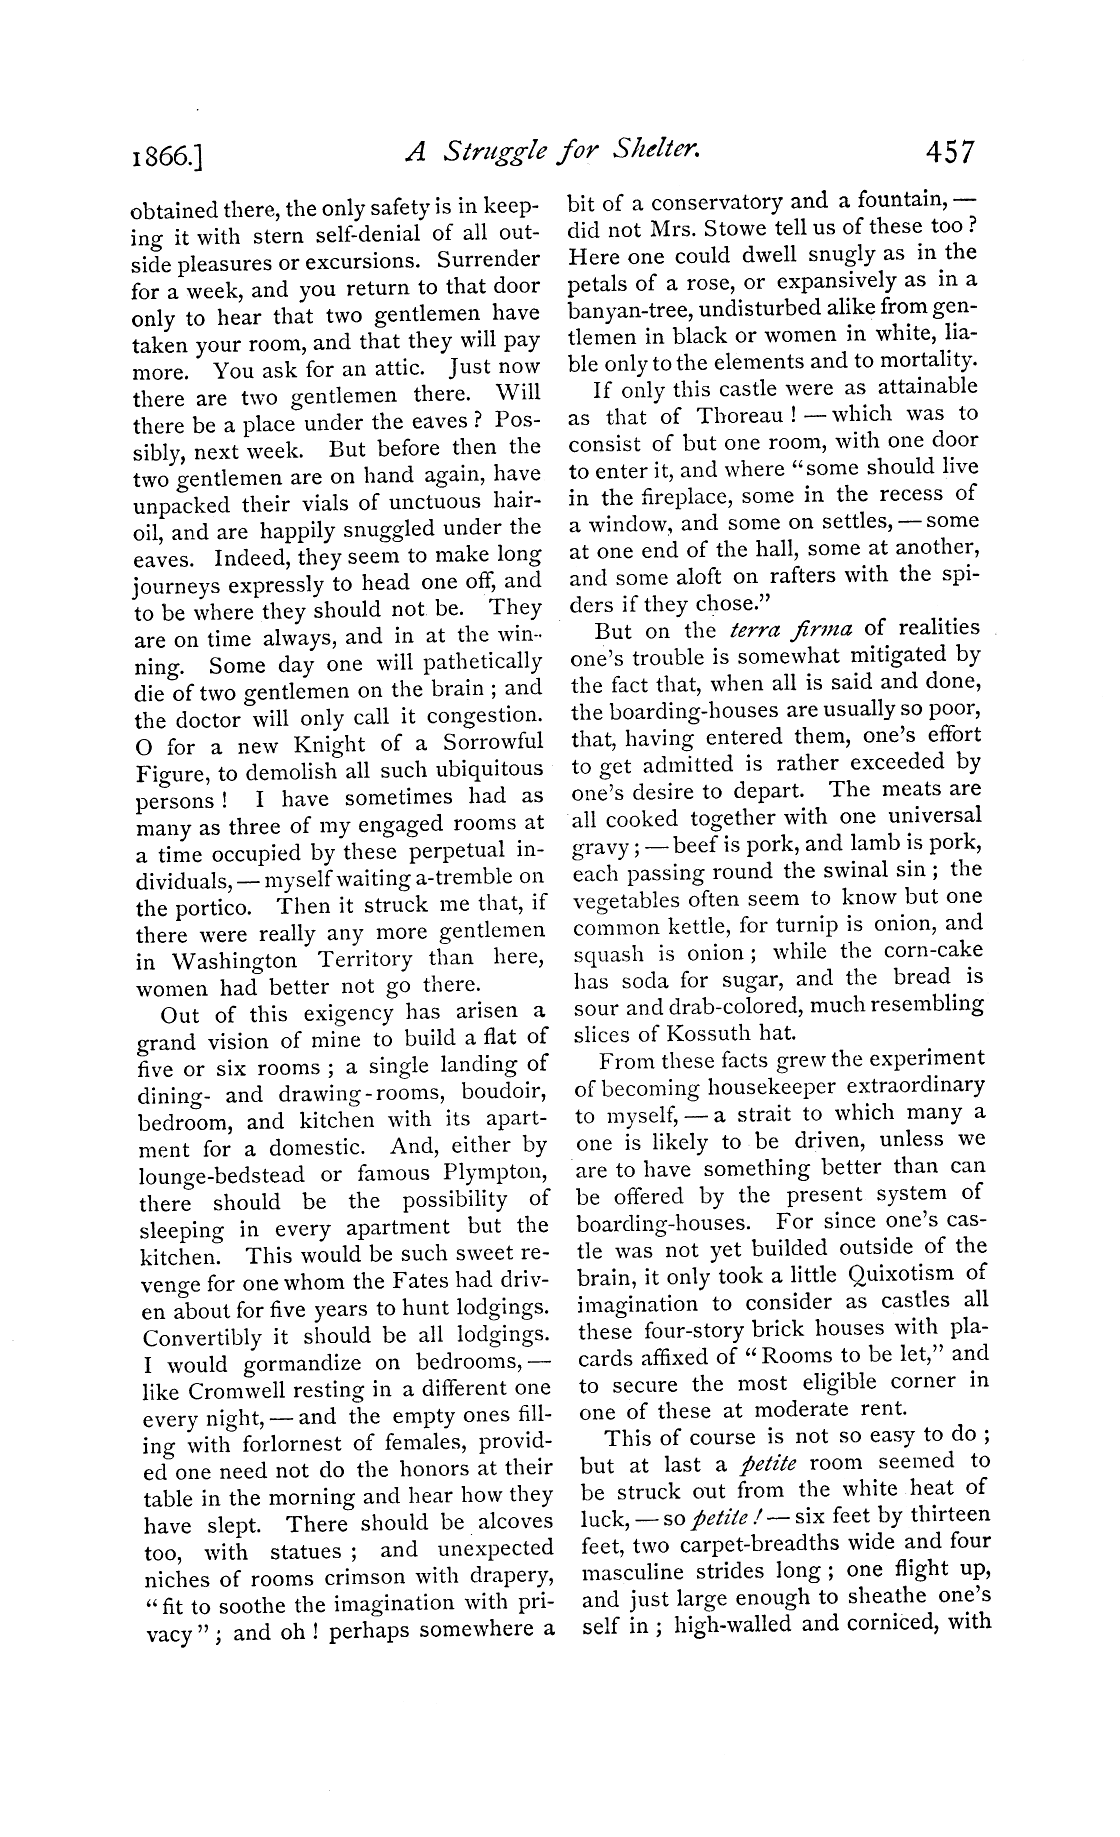 1866.]
A Struggle for Shelter.
457
obtained there, the only safety is in keep-
ing it with stern self-denial of all out-
side pleasures or excursions. Surrender
for a week, and you return to that door
only to hear that two gentlemen have
taken your room, and that they will pay
more. You ask for an attic. Just now
there are two gentlemen there. Will
there be a place under the eaves? Pos-
sibly, next week. But before then the
two gentlemen are on hand again, have
unpacked their vials of unctuous hair-
oil, and are happily snuggled under the
eaves. Indeed, they seem to make long
journeys expressly to head one off, and
to be where they should not be. They
are on time always, and in at the win-
ning. Some day one will pathetically
die of two gentlemen on the brain; and
the doctor will only call it congestion.
O for a new Knight of a Sorrowful
Figure, to demolish all such ubiquitous
persons! I have sometimes had as
many as three of my engaged rooms at
a time occupied by these perpetual in-
dividuals, — myself waiting a-tremble on
the portico. Then it struck me that, if
there were really any more gentlemen
in Washington Territory than here,
women had better not go there.
Out of this exigency has arisen a
grand vision of mine to build a flat of
five or six rooms; a single landing of
dining- and drawing-rooms, boudoir,
bedroom, and kitchen with its apart-
ment for a domestic. And, either by
lounge-bedstead or famous Plympton,
there should be the possibility of
sleeping in every apartment but the
kitchen. This would be such sweet re-
venge for one whom the Fates had driv-
en about for five years to hunt lodgings.
Convertibly it should be all lodgings.
I would gormandize on bedrooms, —
like Cromwell resting in a different one
every night, — and the empty ones fill-
ing with forlornest of females, provid-
ed one need not do the honors at their
table in the morning and hear how they
have slept. There should be alcoves
too, with statues; and unexpected
niches of rooms crimson with drapery,
"fit to soothe the imagination with pri-
vacy"; and oh! perhaps somewhere a
bit of a conservatory and a fountain, —
did not Mrs. Stowe tell us of these too?
Here one could dwell snugly as in the
petals of a rose, or expansively as in a
banyan-tree, undisturbed alike from gen-
tlemen in black or women in white, lia-
ble only to the elements and to mortality.
If only this castle were as attainable
as that of Thoreau! — which was to
consist of but one room, with one door
to enter it, and where "some should live
in the fireplace, some in the recess of
a window, and some on settles, — some
at one end of the hall, some at another,
and some aloft on rafters with the spi-
ders if they chose."
But on the terra firma of realities
one's trouble is somewhat mitigated by
the fact that, when all is said and done,
the boarding-houses are usually so poor,
that, having entered them, one's effort
to get admitted is rather exceeded by
one's desire to depart. The meats are
all cooked together with one universal
gravy; — beef is pork, and lamb is pork,
each passing round the swinal sin; the
vegetables often seem to know but one
common kettle, for turnip is onion, and
squash is onion; while the corn-cake
has soda for sugar, and the bread is
sour and drab-colored, much resembling
slices of Kossuth hat.
From these facts grew the experiment
of becoming housekeeper extraordinary
to myself, — a strait to which many a
one is likely to be driven, unless we
are to have something better than can
be offered by the present system of
boarding-houses. For since one's cas-
tle was not yet builded outside of the
brain, it only took a little Quixotism of
imagination to consider as castles all
these four-story brick houses with pla-
cards affixed of "Rooms to be let," and
to secure the most eligible corner in
one of these at moderate rent.
This of course is not so easy to do;
but at last a petite room seemed to
be struck out from the white heat of
luck, — so petite! — six feet by thirteen
feet, two carpet-breadths wide and four
masculine strides long; one flight up,
and just large enough to sheathe one's
self in; high-walled and corniced, with